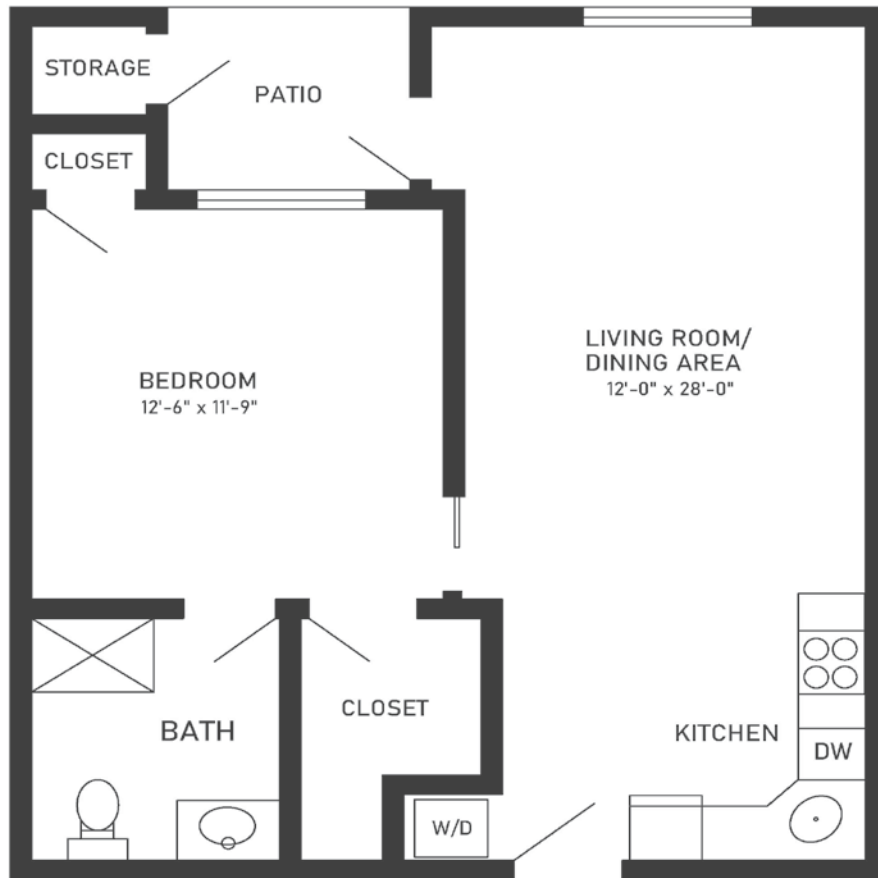 STORAGE
PATIO
CLOSET
LIVING ROOM/
DINING AREA
12'-0" x 28'-0"
BEDROOM
12'-6" x 11'-9"
CLOSET
BATH
KITCHEN
DW
W/D